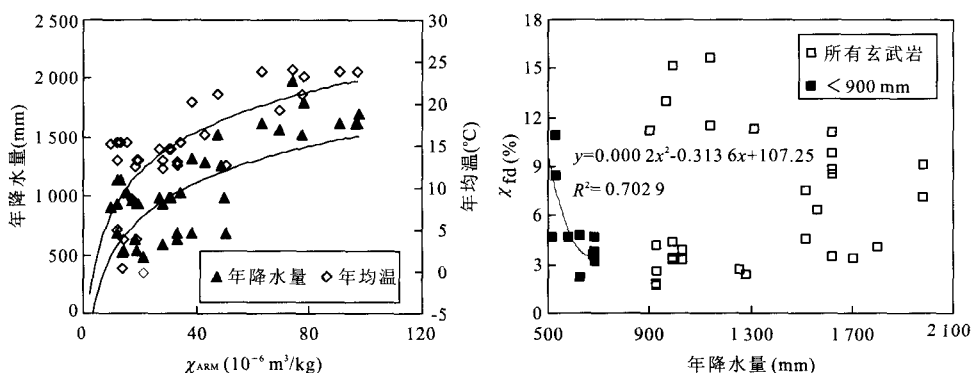 2 500
2 000
1 500
1 000
500
0
年降水量(mm)
30
25
20
15
10
5
0
-5
年均温(℃)
▲ 年降水量 ◇ 年均温
0 40 80 120
χARM (10⁻⁶ m³/kg)
18
15
12
9
6
3
0
χfd (%)
□ 所有玄武岩
■ < 900 mm
y=0.000 2x²-0.313 6x+107.25
R²= 0.702 9
500 900 1 300 1 700 2 100
年降水量 (mm)